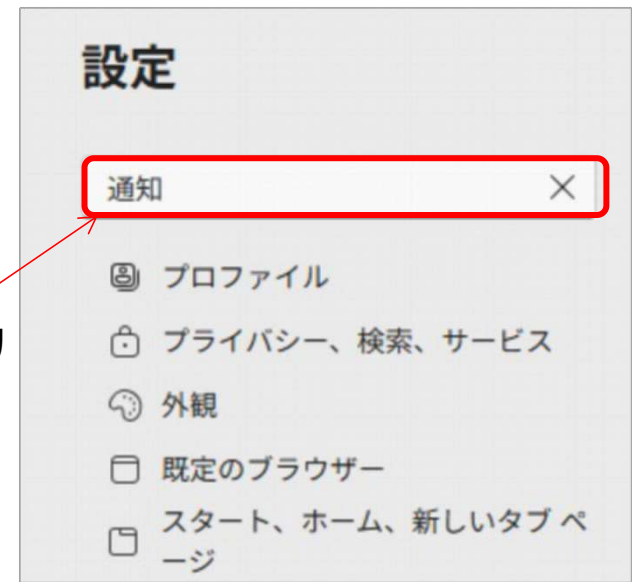 設定
通知
プロファイル
プライバシー、検索、サービス
外観
既定のブラウザー
スタート、ホーム、新しいタブ ペ
ージ